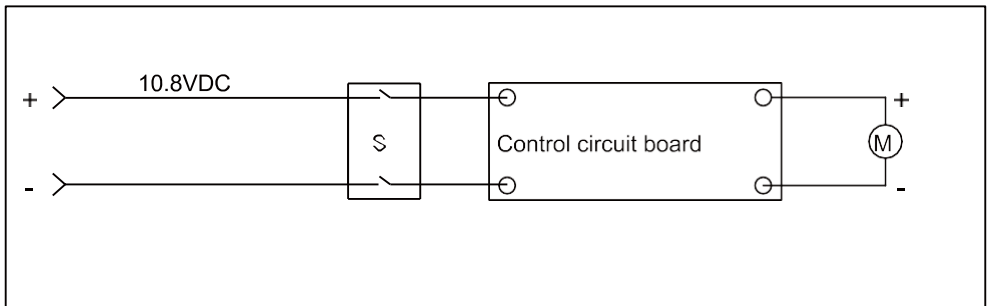 10.8VDC
+
+
S
Control circuit board
M
-
-